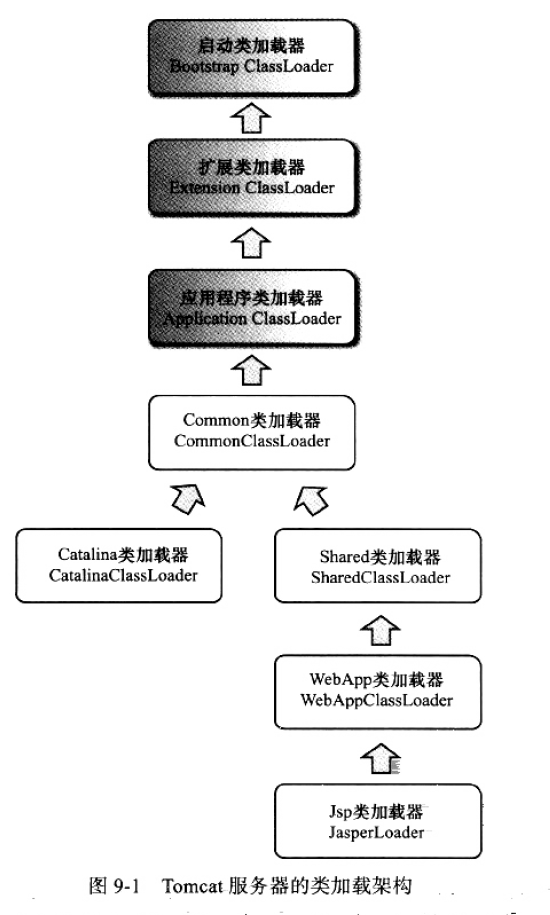 启动类加载器
Bootstrap ClassLoader
扩展类加载器
Extension ClassLoader
应用程序类加载器
Application ClassLoader
Common类加载器
CommonClassLoader
Catalina类加载器
CatalinaClassLoader
Shared类加载器
SharedClassLoader
WebApp类加载器
WebAppClassLoader
Jsp类加载器
JasperLoader
图 9-1 Tomcat 服务器的类加载架构